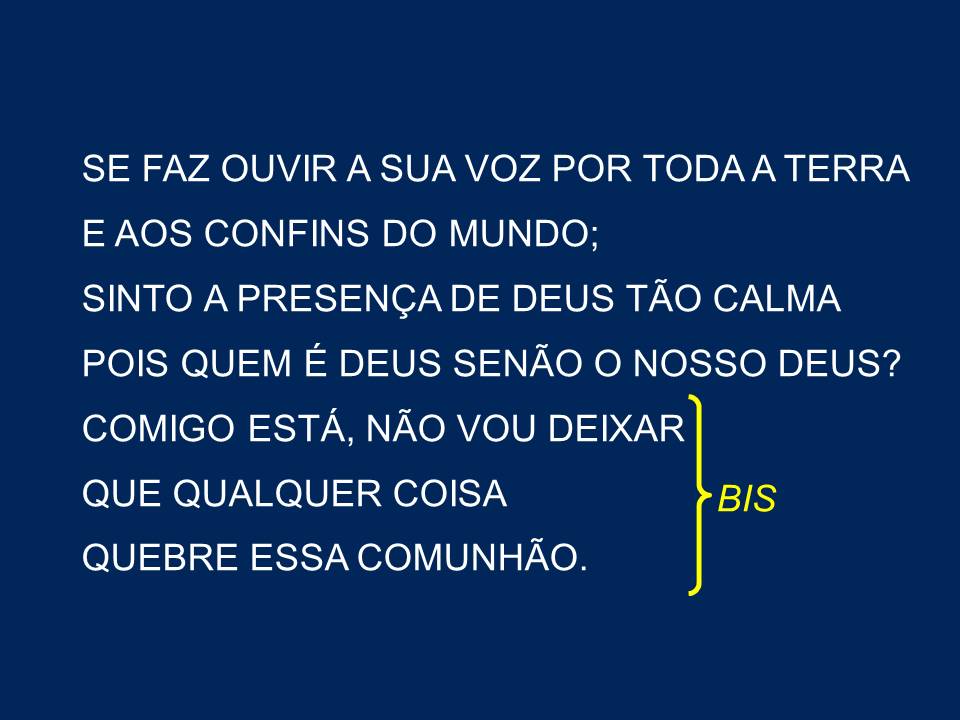 SE FAZ OUVIR A SUA VOZ POR TODA A TERRA
E AOS CONFINS DO MUNDO;
SINTO A PRESENÇA DE DEUS TÃO CALMA
POIS QUEM É DEUS SENÃO O NOSSO DEUS?
COMIGO ESTÁ, NÃO VOU DEIXAR
QUE QUALQUER COISA
QUEBRE ESSA COMUNHÃO.
BIS